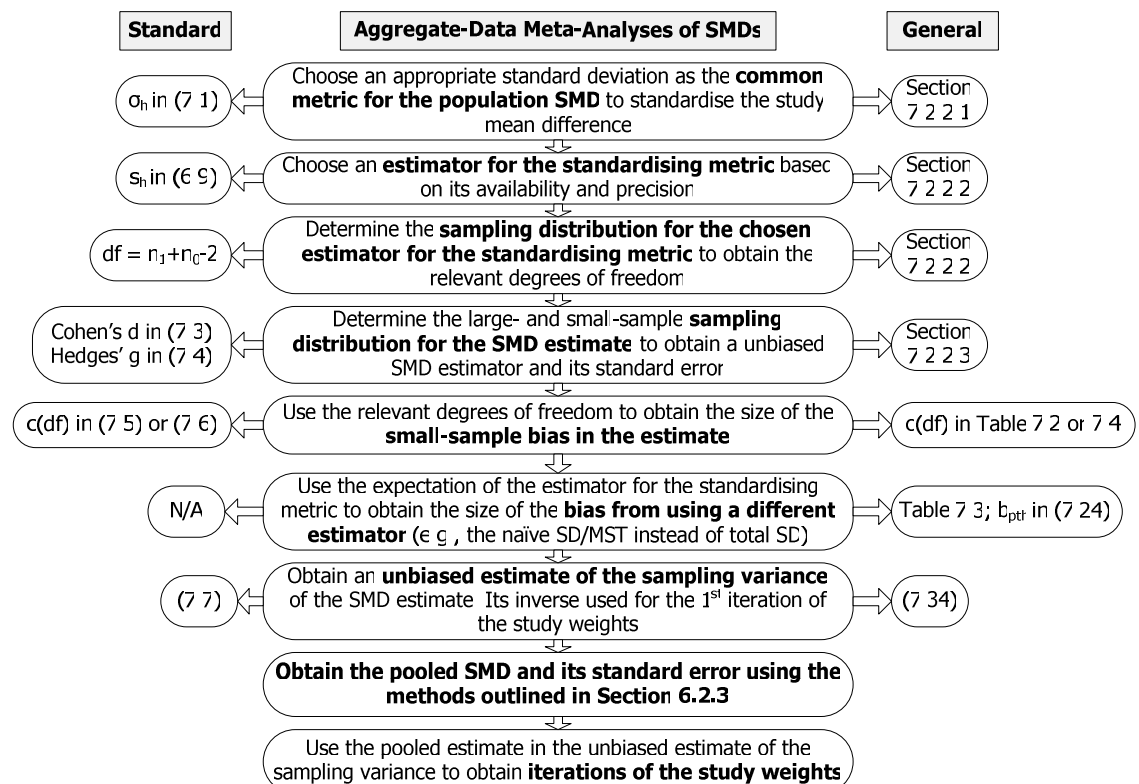 Standard
Aggregate-Data Meta-Analyses of SMDs
General
Choose an appropriate standard deviation as the common
metric for the population SMD to standardise the study
mean difference
σh in (7 1)
Section
7 2 2 1
Choose an estimator for the standardising metric based
on its availability and precision
sh in (6 9)
Section
7 2 2 2
Determine the sampling distribution for the chosen
estimator for the standardising metric to obtain the
relevant degrees of freedom
df = n1+n0-2
Section
7 2 2 2
Determine the large- and small-sample sampling
distribution for the SMD estimate to obtain a unbiased
SMD estimator and its standard error
Cohen's d in (7 3)
Hedges' g in (7 4)
Section
7 2 2 3
Use the relevant degrees of freedom to obtain the size of the
small-sample bias in the estimate
c(df) in (7 5) or (7 6)
c(df) in Table 7 2 or 7 4
Use the expectation of the estimator for the standardising
metric to obtain the size of the bias from using a different
estimator (e g , the naïve SD/MST instead of total SD)
N/A
Table 7 3; bpth in (7 24)
Obtain an unbiased estimate of the sampling variance
of the SMD estimate Its inverse used for the 1st iteration of
the study weights
(7 7)
(7 34)
Obtain the pooled SMD and its standard error using the
methods outlined in Section 6.2.3
Use the pooled estimate in the unbiased estimate of the
sampling variance to obtain iterations of the study weights